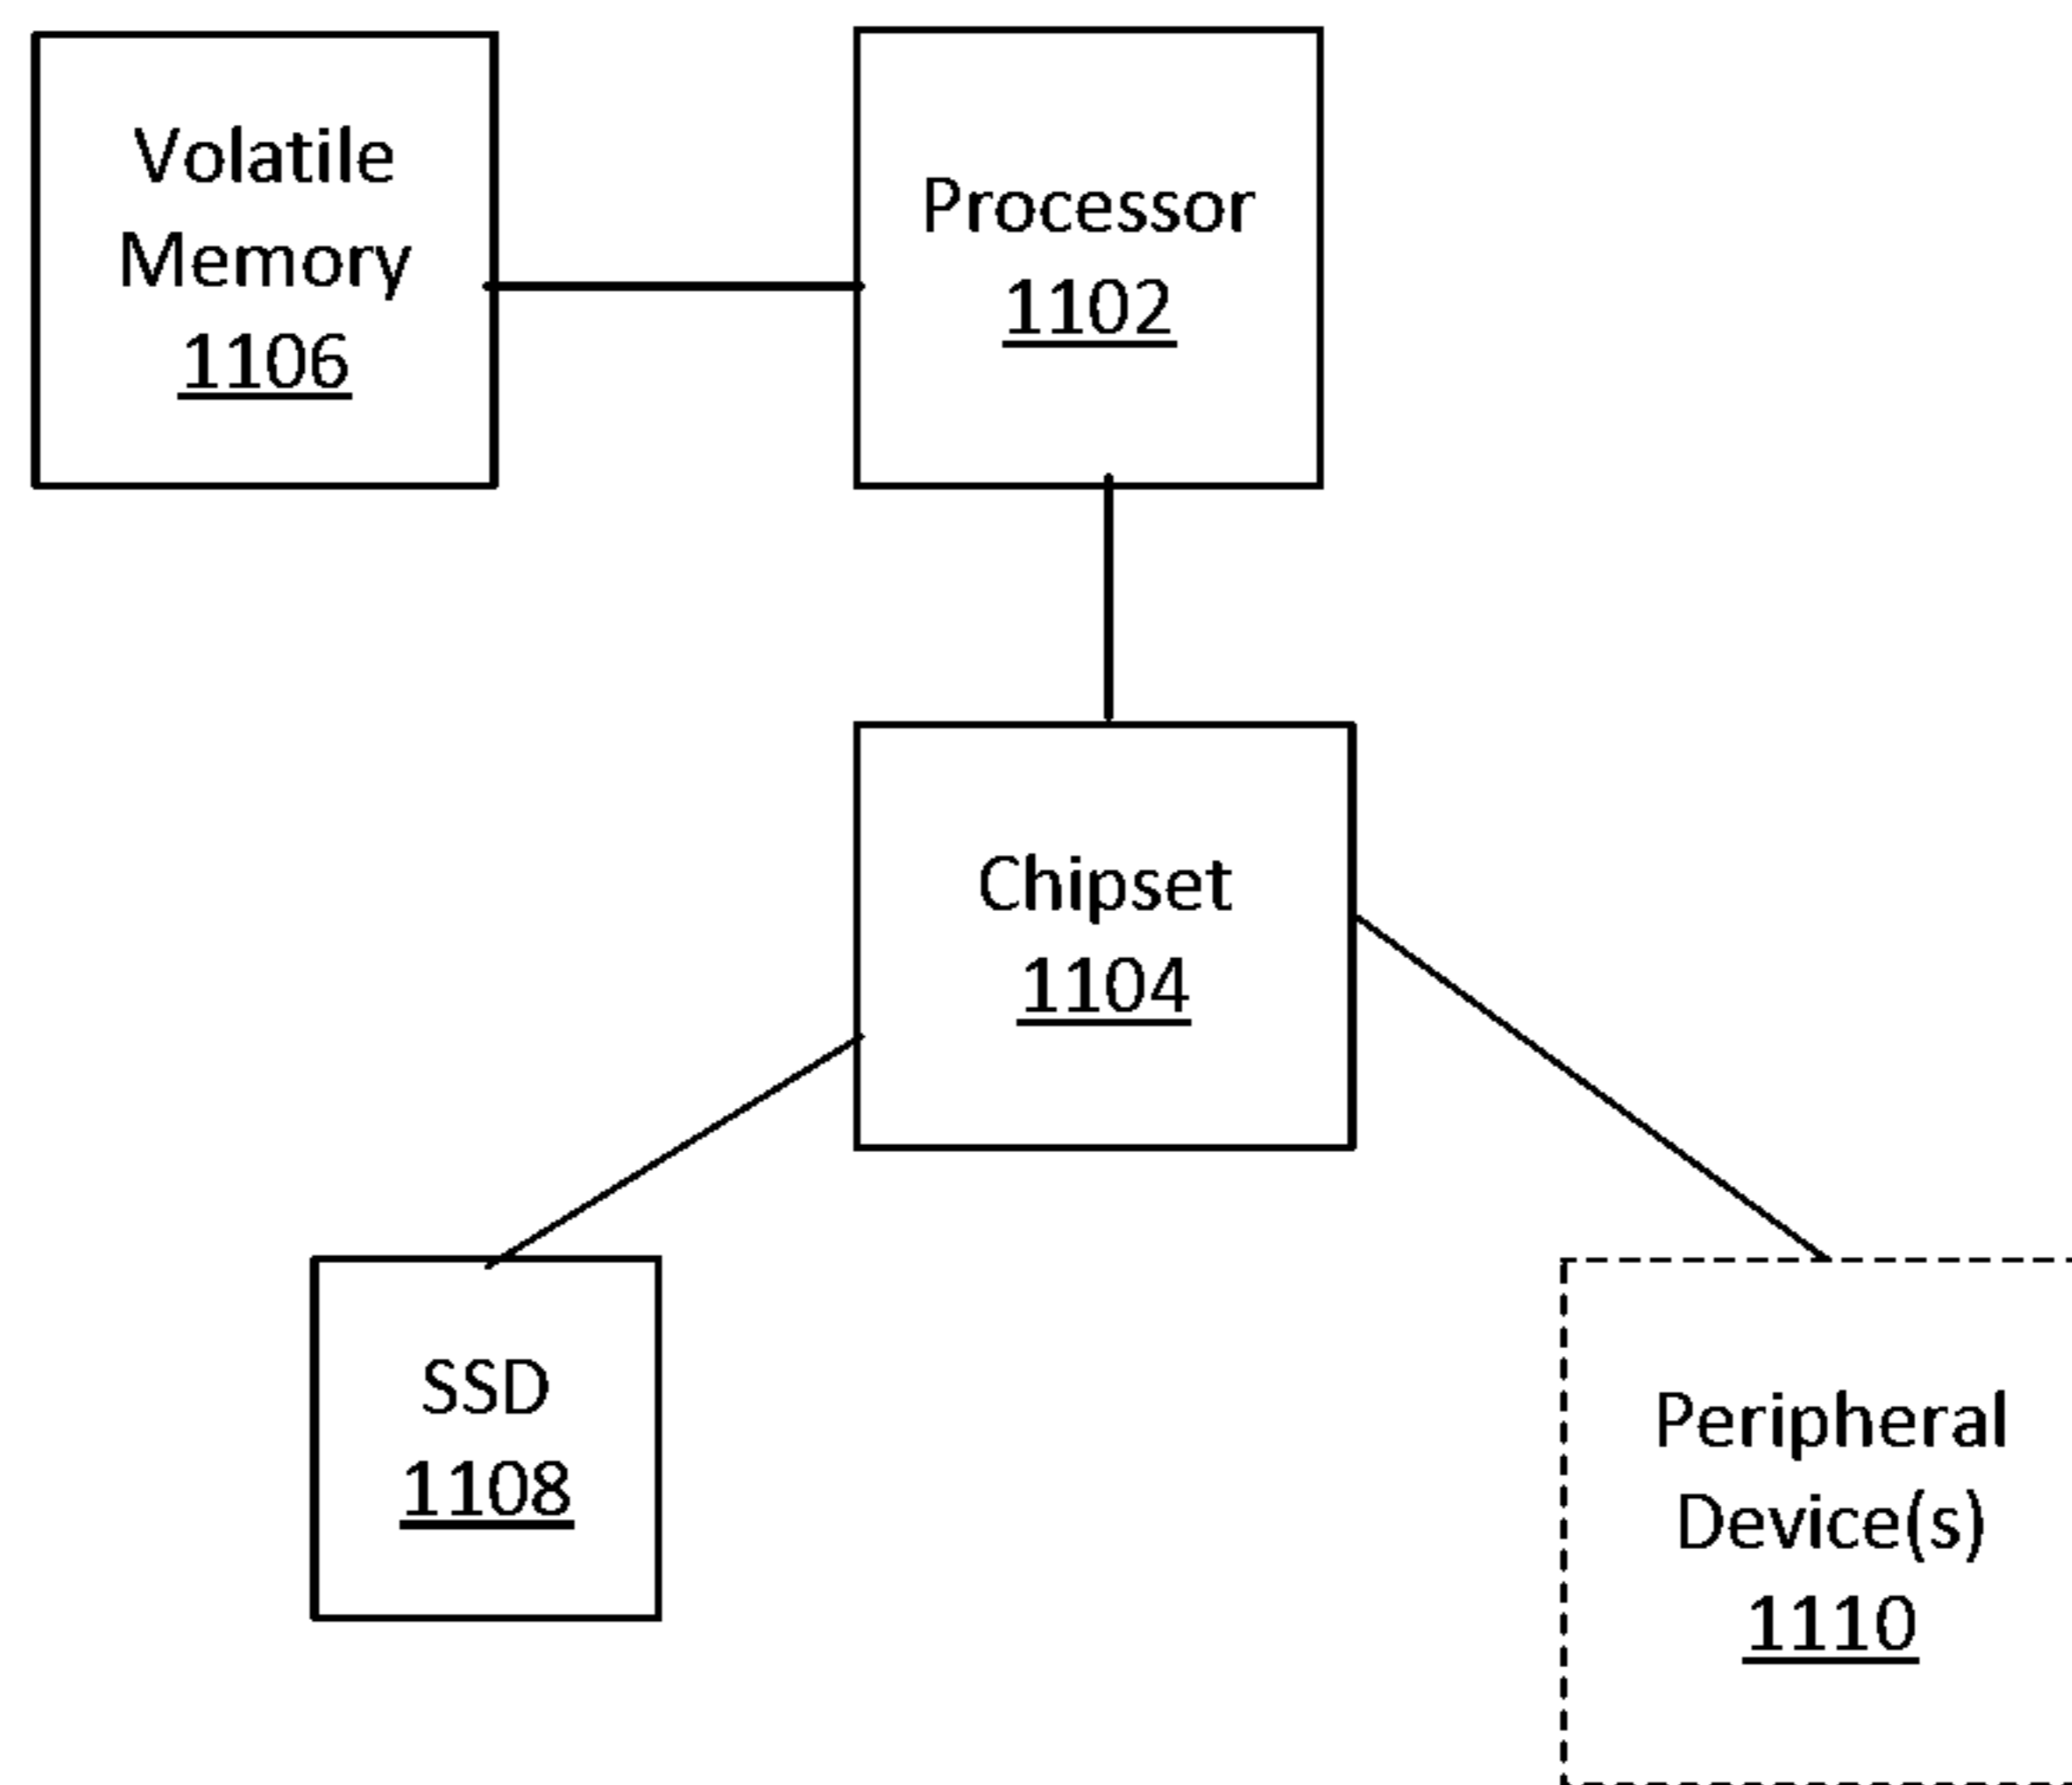 Volatile
Memory
1106
Processor
1102
Chipset
1104
SSD
1108
Peripheral
Device(s)
1110